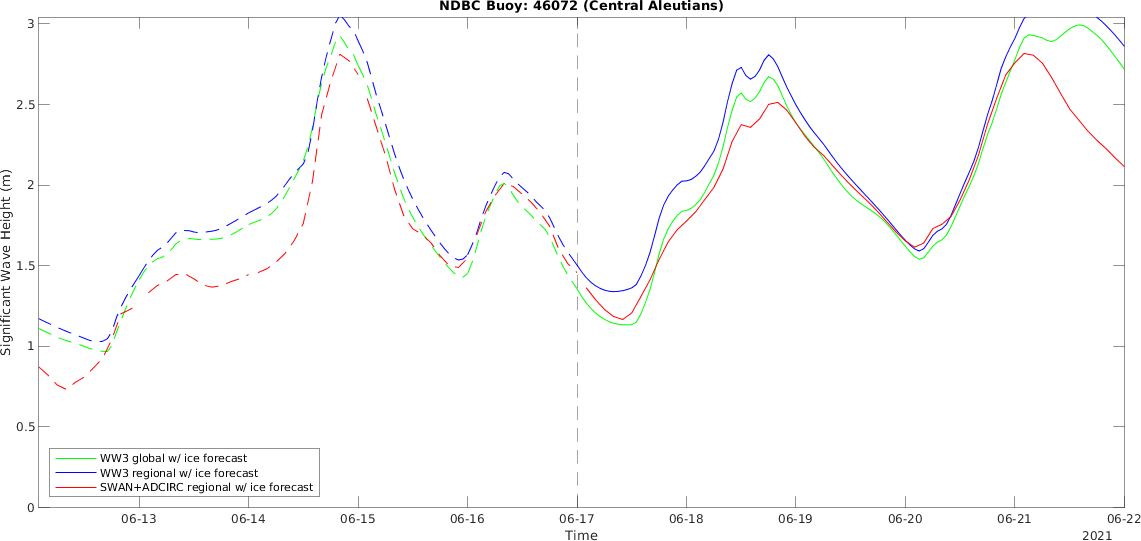 NDBC Buoy: 46072 (Central Aleutians)
3
2.5
2
1.5
1
0.5
0
Significant Wave Height (m)
WW3 global w/ ice forecast
WW3 regional w/ ice forecast
SWAN+ADCIRC regional w/ ice forecast
06-13 06-14 06-15 06-16 06-17 06-18 06-19 06-20 06-21 06-22
Time
2021